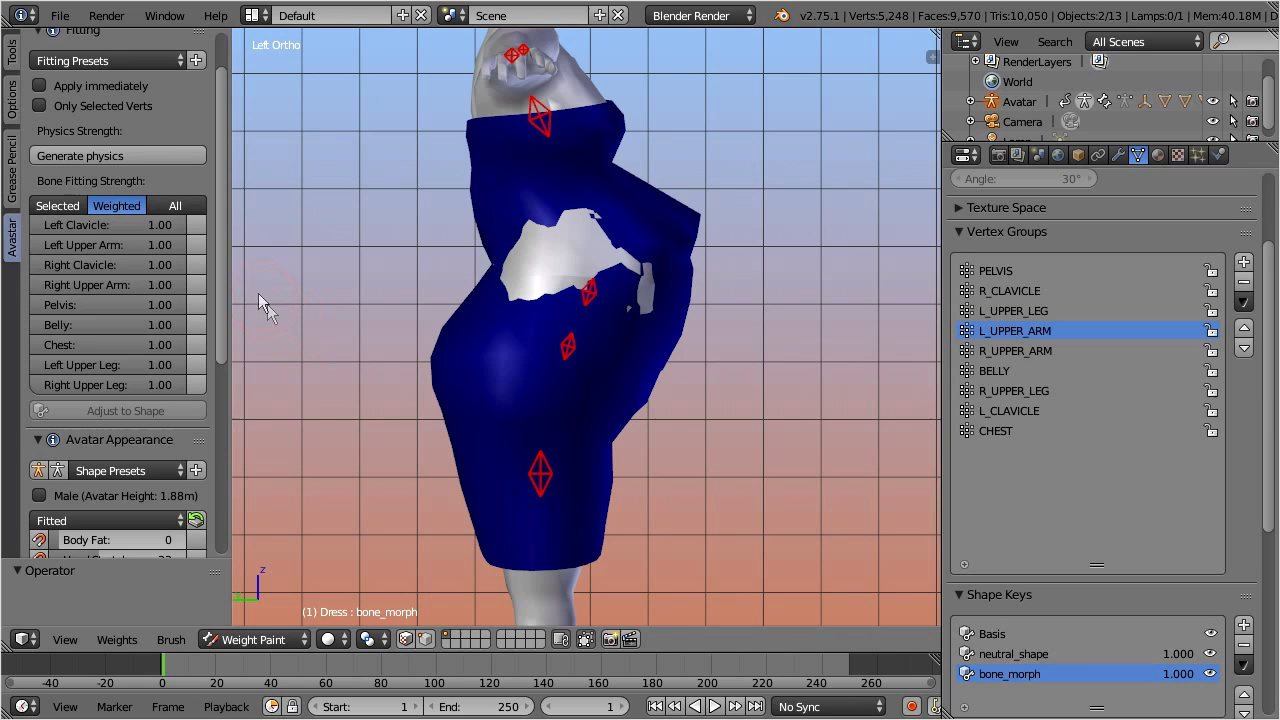 File Render Window Help Default Scene Blender Render v2.75.1 | Verts:5,248 | Faces:9,570 | Tris:10,050 | Objects:2/13 | Lamps:0/1 | Mem:40.18M
Tools
Options
Grease Pencil
Avastar
Fitting
Fitting Presets
Apply immediately
Only Selected Verts
Physics Strength:
Generate physics
Bone Fitting Strength:
Selected Weighted All
Left Clavicle: 1.00
Left Upper Arm: 1.00
Right Clavicle: 1.00
Right Upper Arm: 1.00
Pelvis: 1.00
Belly: 1.00
Chest: 1.00
Left Upper Leg: 1.00
Right Upper Leg: 1.00
Adjust to Shape
Avatar Appearance
Shape Presets
Male (Avatar Height: 1.88m)
Fitted
Body Fat: 0
Operator
Left Ortho
z
(1) Dress : bone_morph
View Weights Brush Weight Paint
-40 -20 0 20 40 60 80 100 120 140 160 180 200 220 240 260
View Marker Frame Playback Start: 1 End: 250 1 No Sync
View Search All Scenes
RenderLayers
World
Avatar
Camera
Angle: 30°
Texture Space
Vertex Groups
PELVIS
R_CLAVICLE
L_UPPER_LEG
L_UPPER_ARM
R_UPPER_ARM
BELLY
R_UPPER_LEG
L_CLAVICLE
CHEST
Shape Keys
Basis
neutral_shape 1.000
bone_morph 1.000